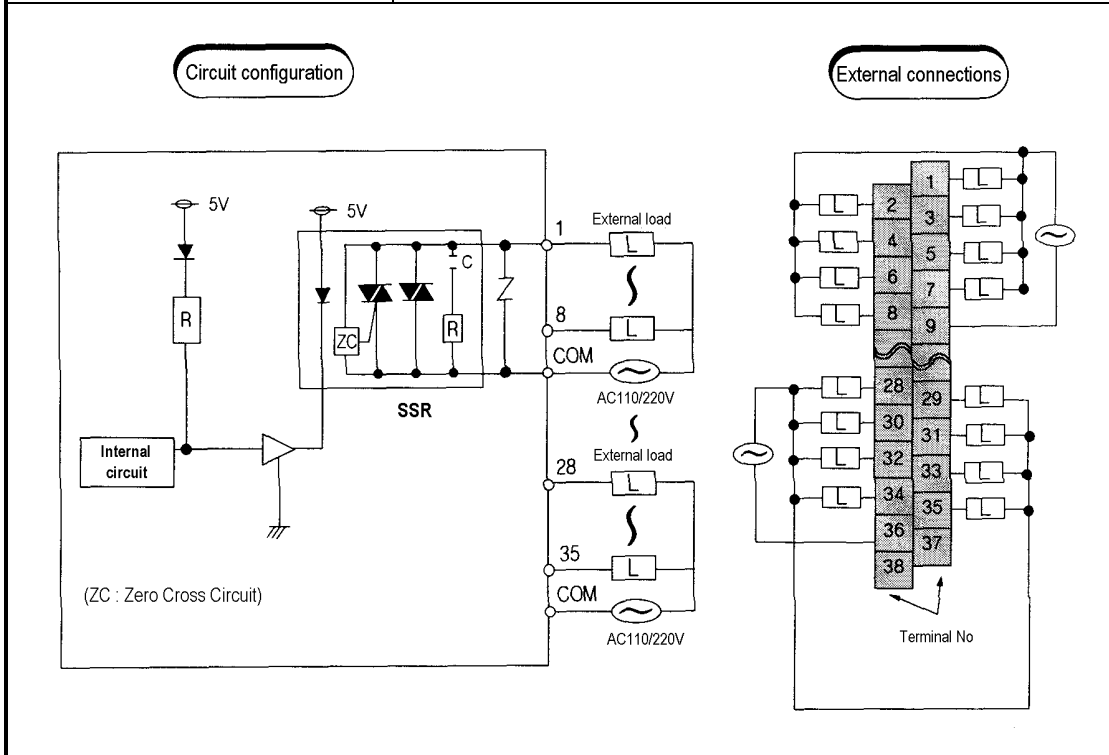 Circuit configuration
External connections
5V
5V
R
C
ZC
R
SSR
Internal
circuit
(ZC : Zero Cross Circuit)
1
External load
L
8
L
COM
AC110/220V
External load
28
L
35
L
COM
AC110/220V
1
L
L
2
3
L
L
4
5
L
L
6
7
L
L
8
9
L
28
29
L
L
30
31
L
L
32
33
L
L
34
35
L
36
37
38
Terminal No